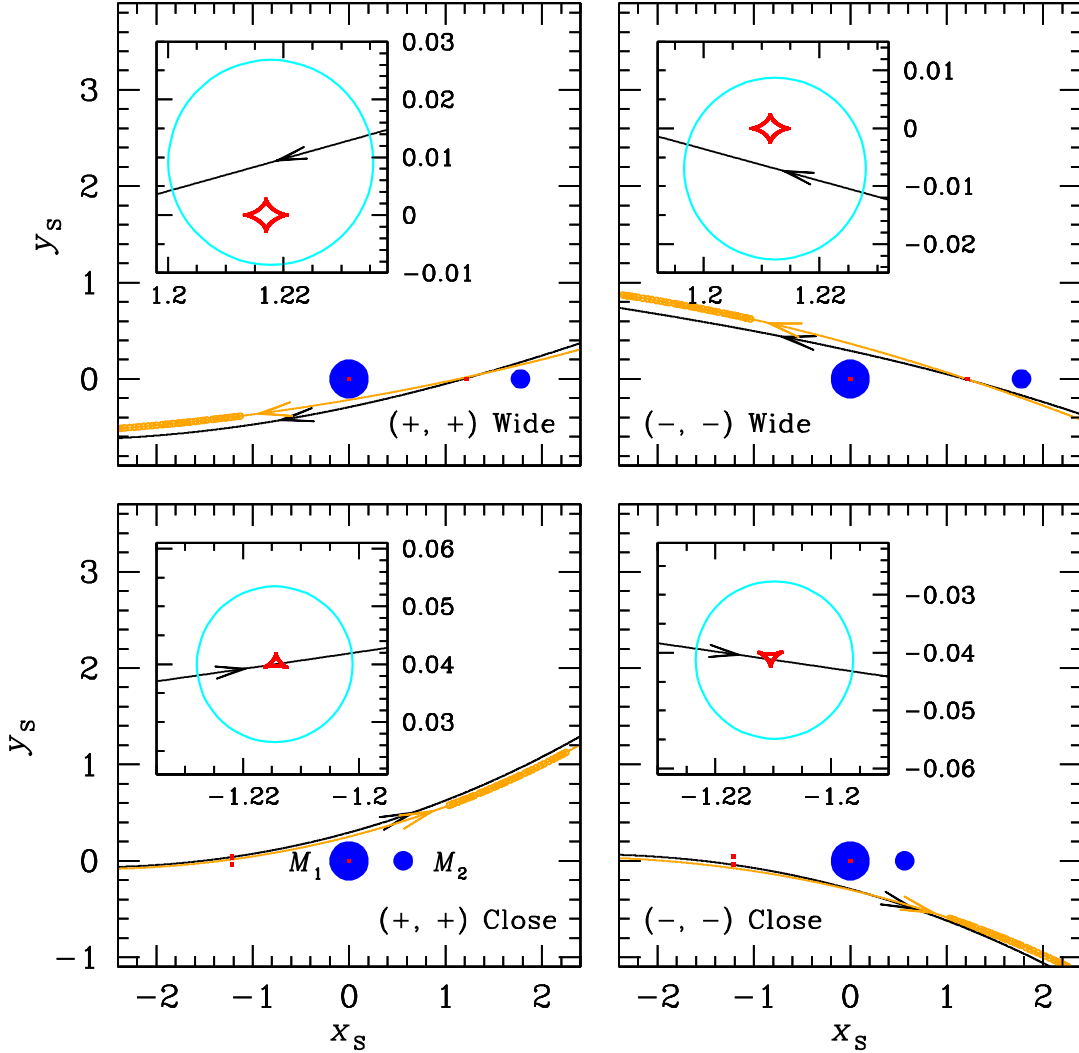 0.03
0.02
0.01
0
-0.01
1.2 1.22
3
2
1
0
y_s
(+, +) Wide
0.01
0
-0.01
-0.02
1.2 1.22
(-, -) Wide
0.06
0.05
0.04
0.03
-1.22 -1.2
3
2
1
0
-1
y_s
M_1 M_2
(+, +) Close
-2 -1 0 1 2
x_s
-0.03
-0.04
-0.05
-0.06
-1.22 -1.2
(-, -) Close
-2 -1 0 1 2
x_s